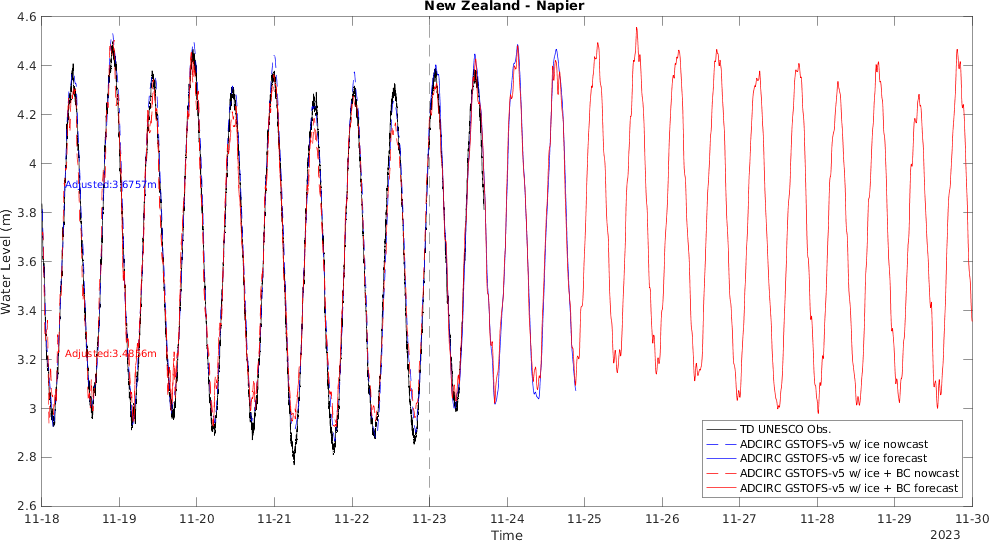 New Zealand - Napier
4.6
4.4
4.2
4
3.8
3.6
3.4
3.2
3
2.8
2.6
Water Level (m)
Adjusted:3.6757m
Adjusted:3.4856m
TD UNESCO Obs.
ADCIRC GSTOFS-v5 w/ ice nowcast
ADCIRC GSTOFS-v5 w/ ice forecast
ADCIRC GSTOFS-v5 w/ ice + BC nowcast
ADCIRC GSTOFS-v5 w/ ice + BC forecast
11-18 11-19 11-20 11-21 11-22 11-23 11-24 11-25 11-26 11-27 11-28 11-29 11-30
Time
2023